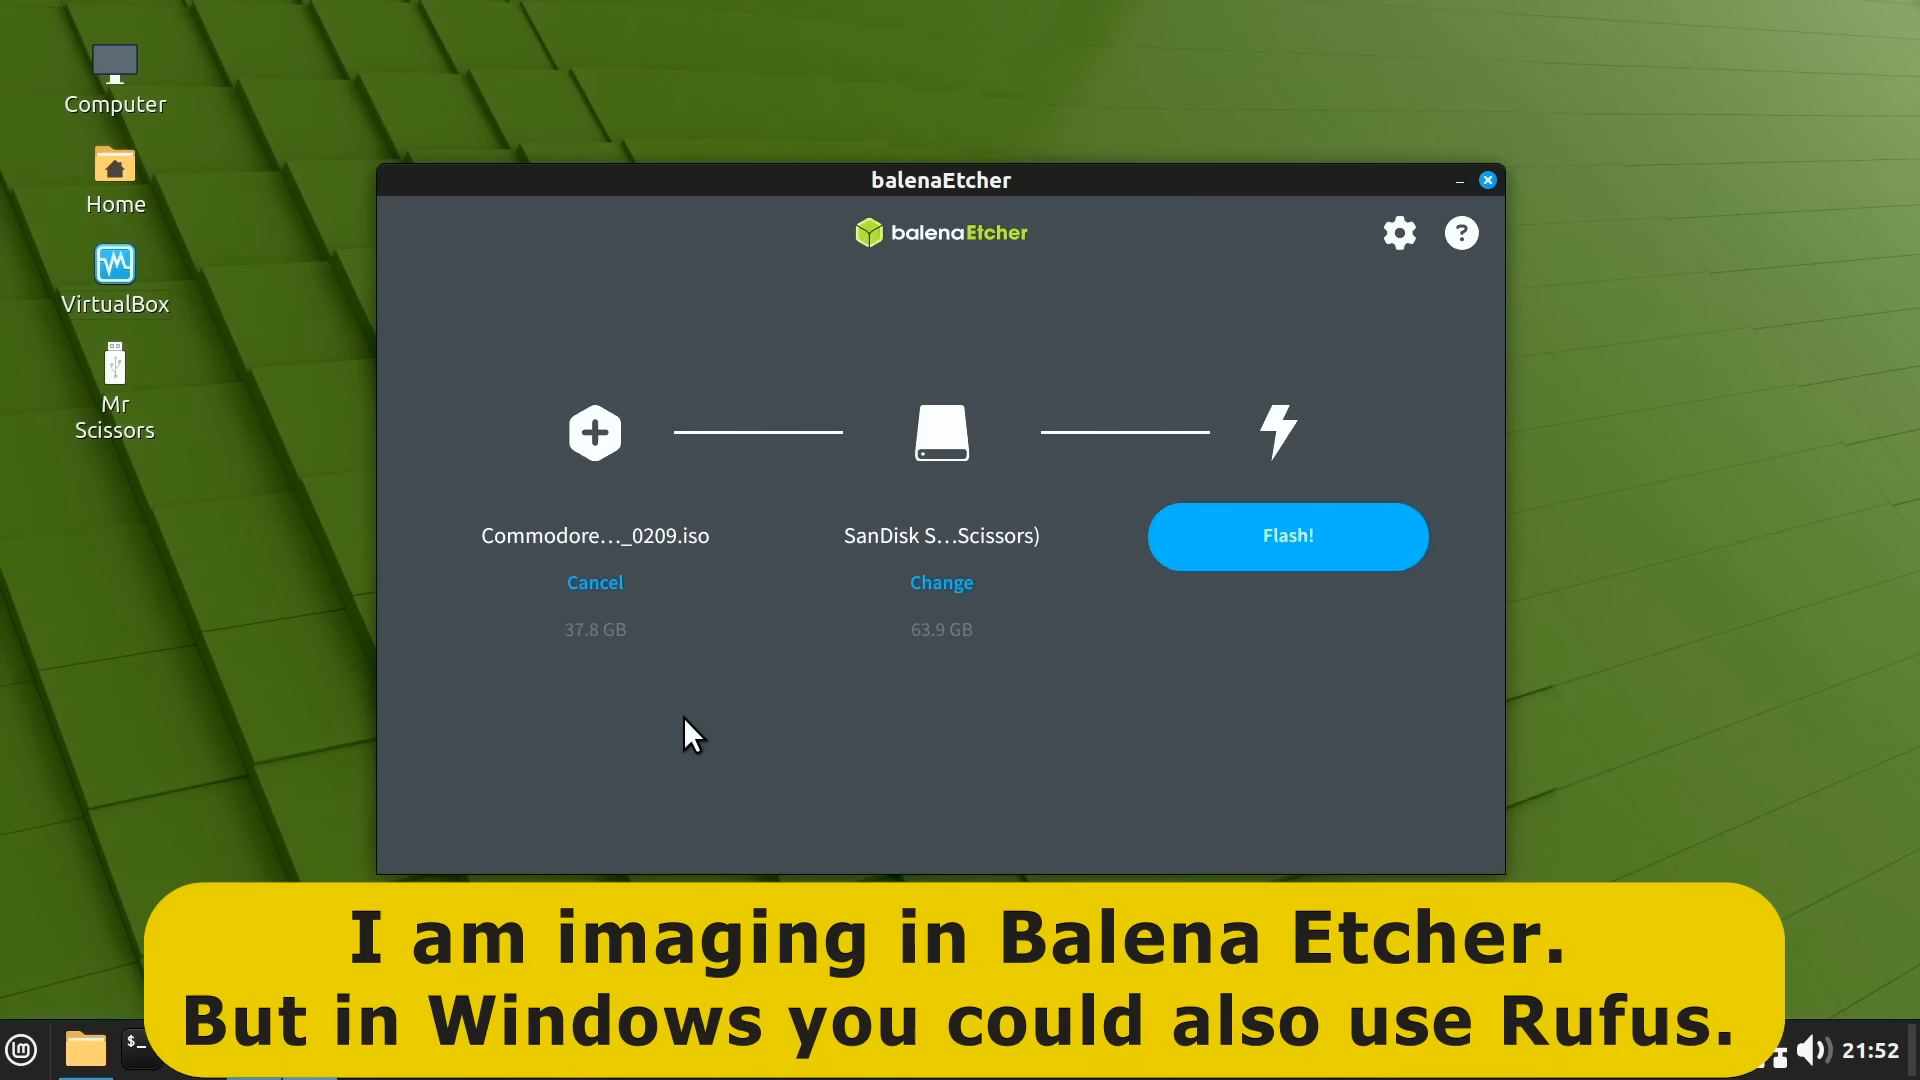 Computer
Home
VirtualBox
Mr
Scissors
balenaEtcher
balenaEtcher
?
Commodore..._0209.iso
SanDisk S...Scissors)
Flash!
Cancel
Change
37.8 GB
63.9 GB
I am imaging in Balena Etcher.
But in Windows you could also use Rufus.
$_
21:52